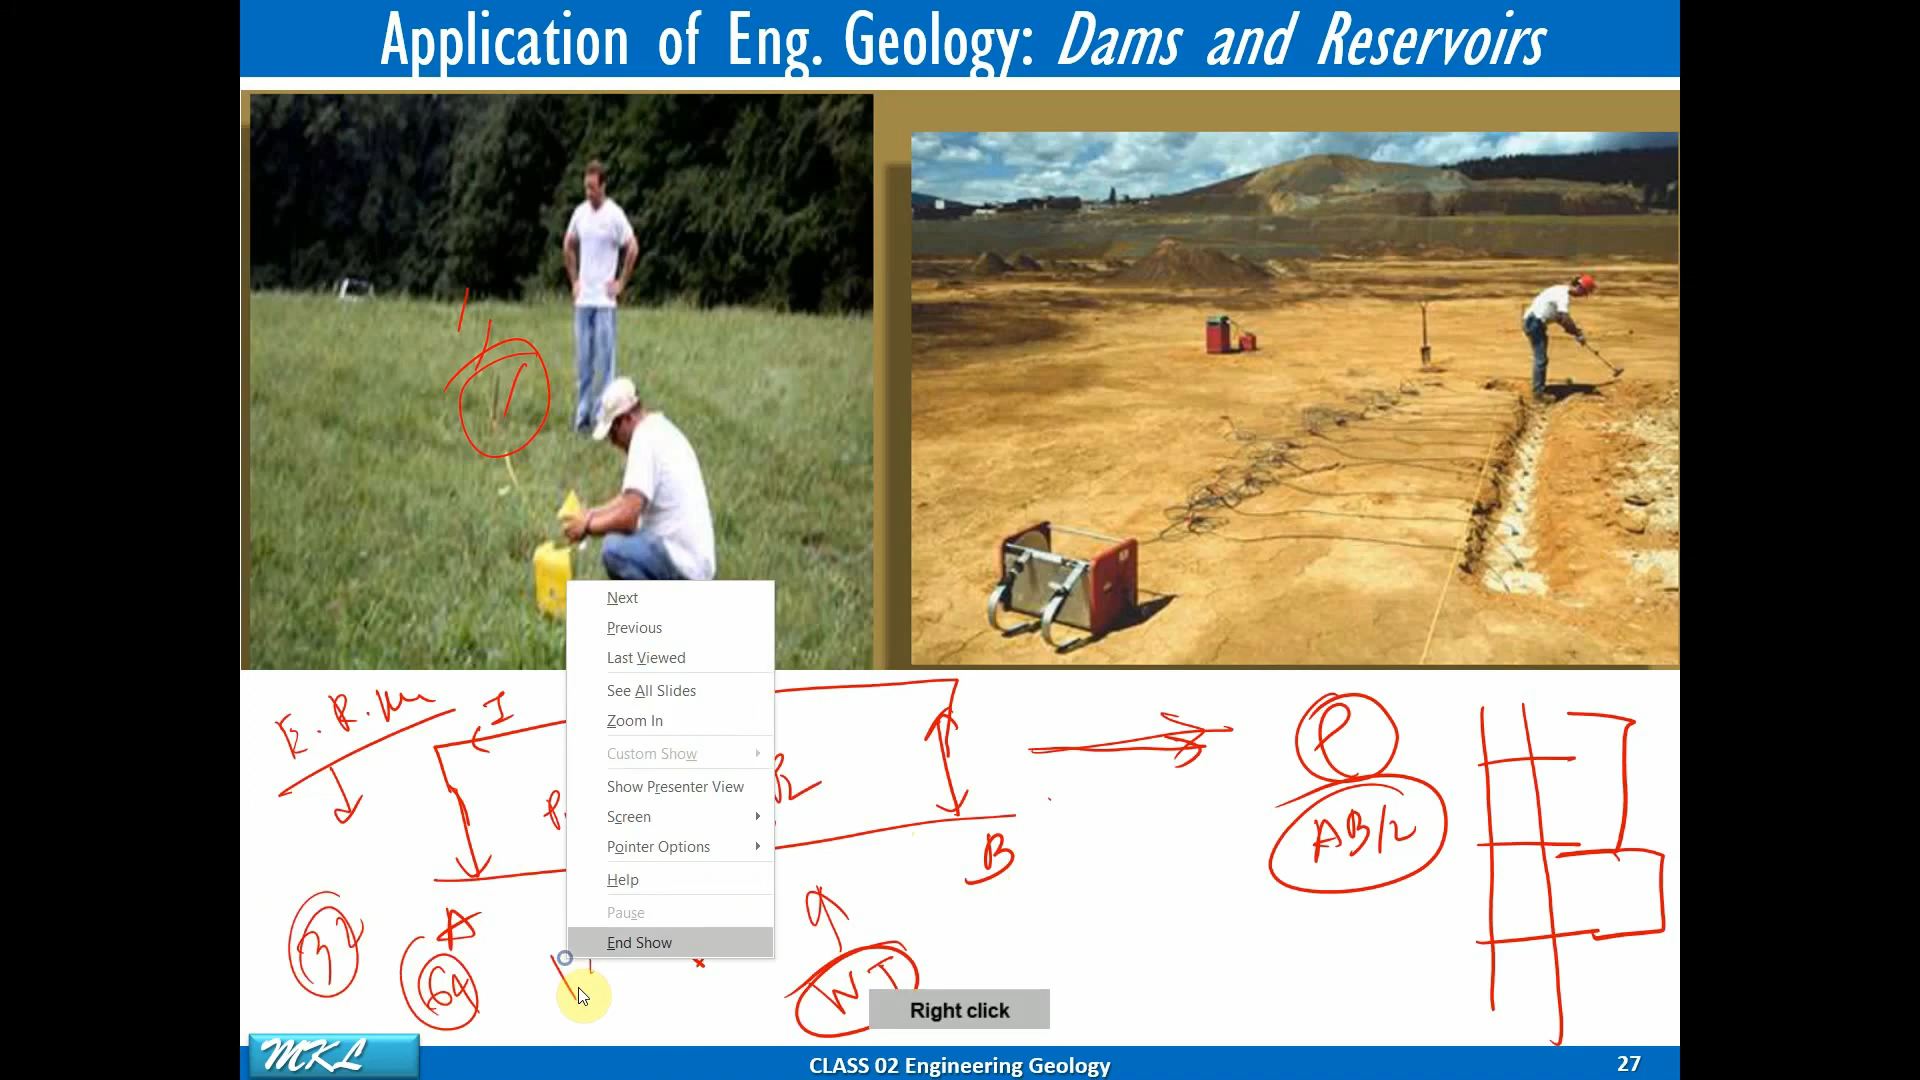 Application of Eng. Geology: Dams and Reservoirs
E.R.M
I
P
AB/2
B
A
32
64
WT
Next
Previous
Last Viewed
See All Slides
Zoom In
Custom Show
Show Presenter View
Screen
Pointer Options
Help
Pause
End Show
Right click
MKL
CLASS 02 Engineering Geology
27